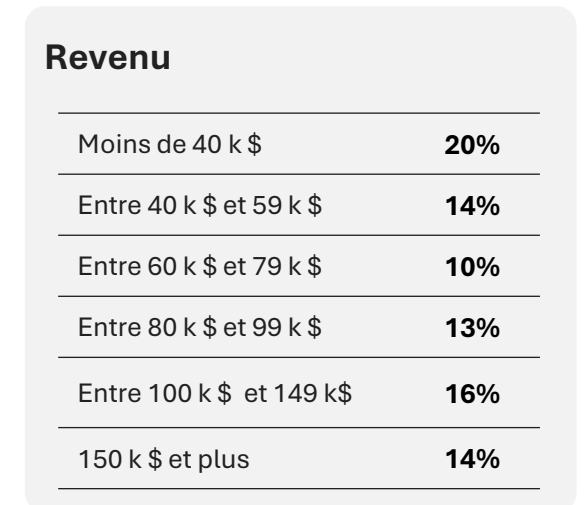 Revenu
Moins de 40 k $ 20%
Entre 40 k $ et 59 k $ 14%
Entre 60 k $ et 79 k $ 10%
Entre 80 k $ et 99 k $ 13%
Entre 100 k $  et 149 k$ 16%
150 k $ et plus 14%